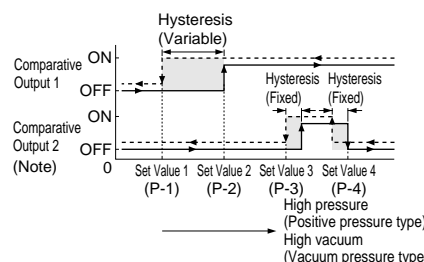 Hysteresis
(Variable)
Comparative
Output 1
ON
OFF
Hysteresis
(Fixed)
Hysteresis
(Fixed)
Comparative
Output 2
(Note)
ON
OFF
0
Set Value 1
(P-1)
Set Value 2
(P-2)
Set Value 3
(P-3)
Set Value 4
(P-4)
High pressure
(Positive pressure type)
High vacuum
(Vacuum pressure type)